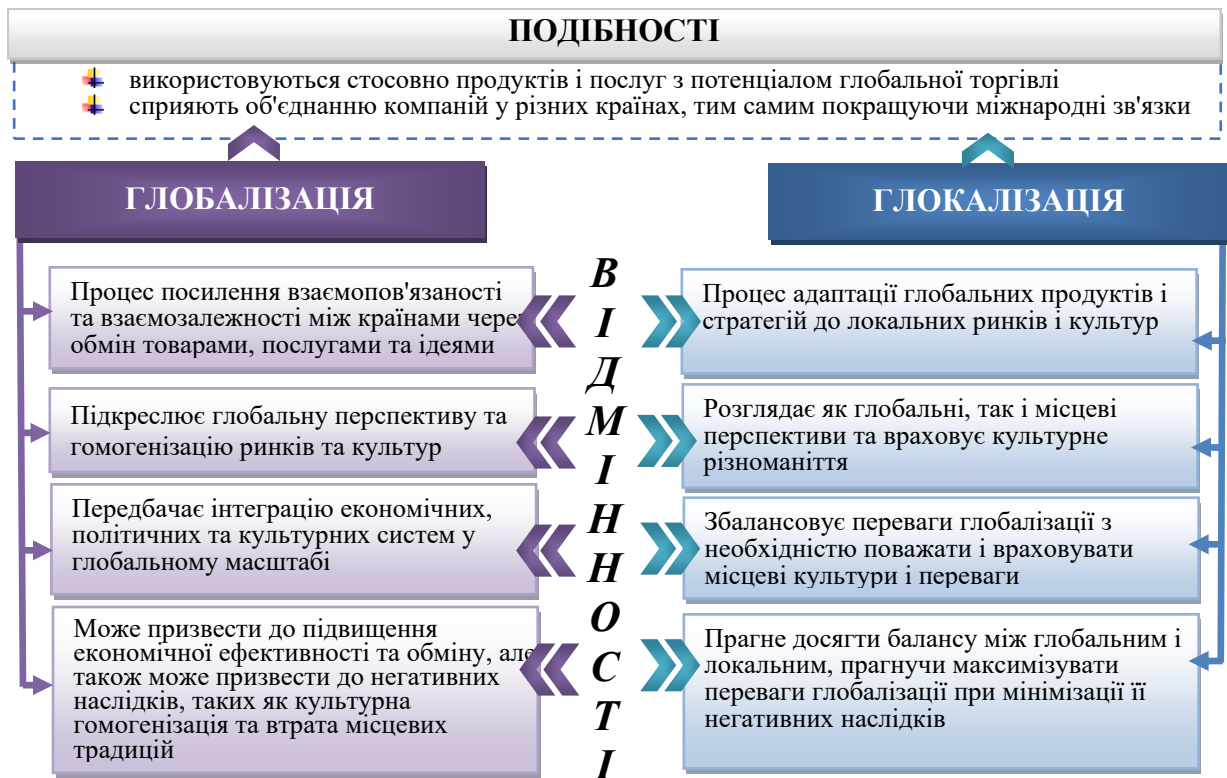 ПОДІБНОСТІ
використовуються стосовно продуктів і послуг з потенціалом глобальної торгівлі
сприяють об'єднанню компаній у різних країнах, тим самим покращуючи міжнародні зв'язки
ГЛОБАЛІЗАЦІЯ
Процес посилення взаємопов'язаності
та взаємозалежності між країнами через
обмін товарами, послугами та ідеями
Підкреслює глобальну перспективу та
гомогенізацію ринків та культур
Передбачає інтеграцію економічних,
політичних та культурних систем у
глобальному масштабі
Може призвести до підвищення
економічної ефективності та обміну, але
також може призвести до негативних
наслідків, таких як культурна
гомогенізація та втрата місцевих
традицій
ВІДМІННОСТІ
ГЛОКАЛІЗАЦІЯ
Процес адаптації глобальних продуктів і
стратегій до локальних ринків і культур
Розглядає як глобальні, так і місцеві
перспективи та враховує культурне
різноманіття
Збалансовує переваги глобалізації з
необхідністю поважати і враховувати
місцеві культури і переваги
Прагне досягти балансу між глобальним і
локальним, прагнучи максимізувати
переваги глобалізації при мінімізації її
негативних наслідків